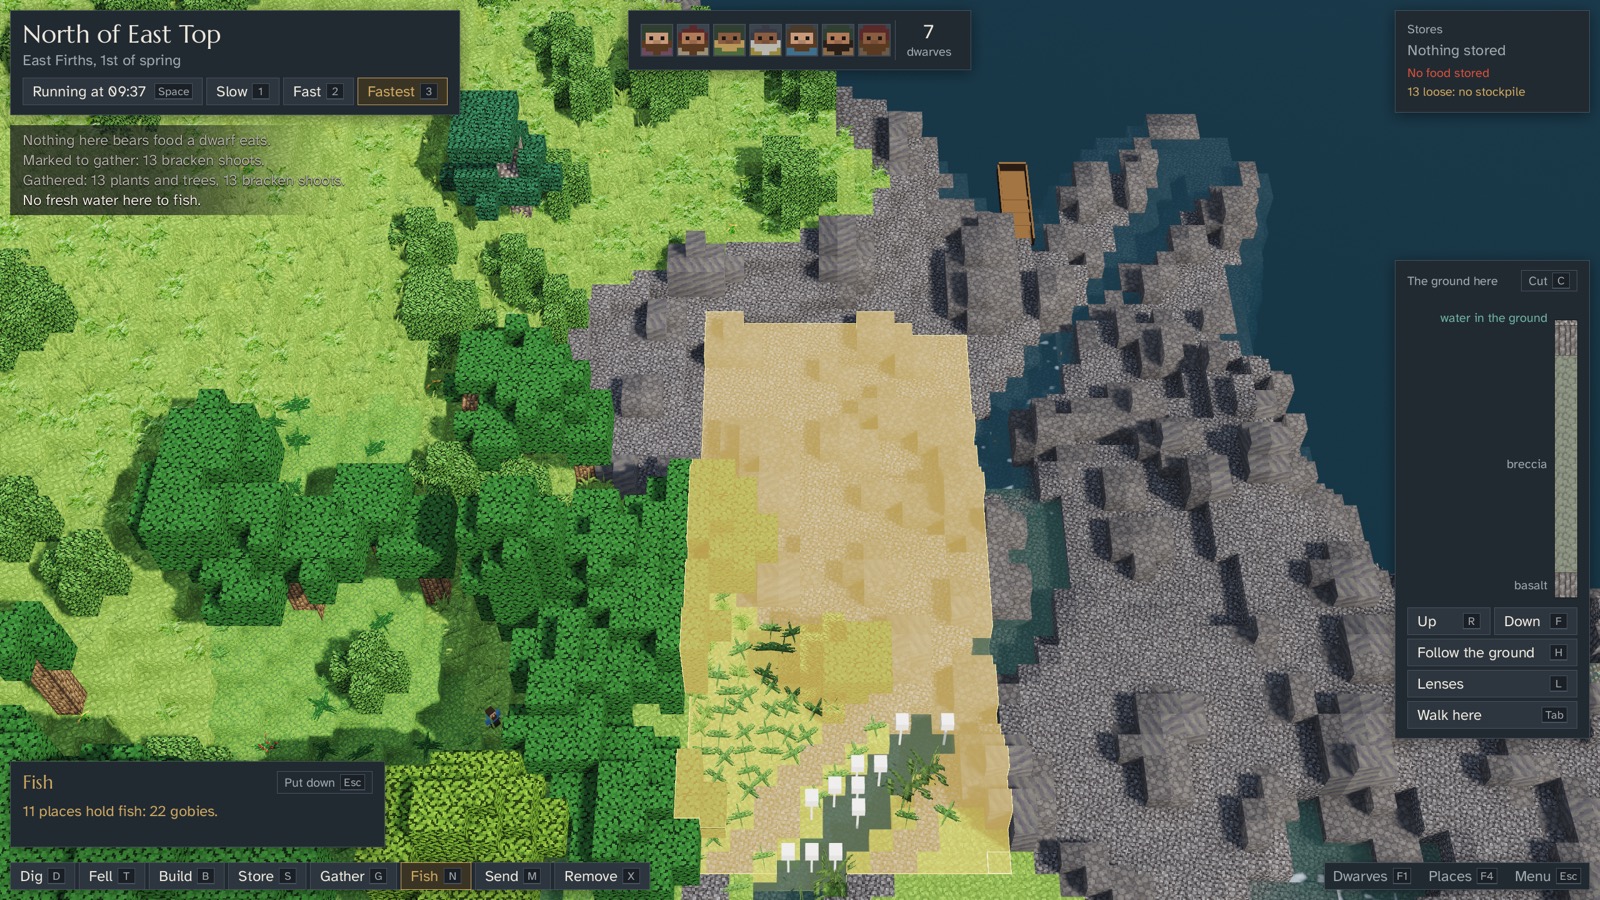 North of East Top
East Firths, 1st of spring
Running at 09:37 Space
Slow 1
Fast 2
Fastest 3
Nothing here bears food a dwarf eats.
Marked to gather: 13 bracken shoots.
Gathered: 13 plants and trees, 13 bracken shoots.
No fresh water here to fish.
7
dwarves
Stores
Nothing stored
No food stored
13 loose: no stockpile
The ground here
Cut C
water in the ground
breccia
basalt
Up R
Down F
Follow the ground H
Lenses L
Walk here Tab
Fish
Put down Esc
11 places hold fish: 22 gobies.
Dig D
Fell T
Build B
Store S
Gather G
Fish N
Send M
Remove X
Dwarves F1
Places F4
Menu Esc